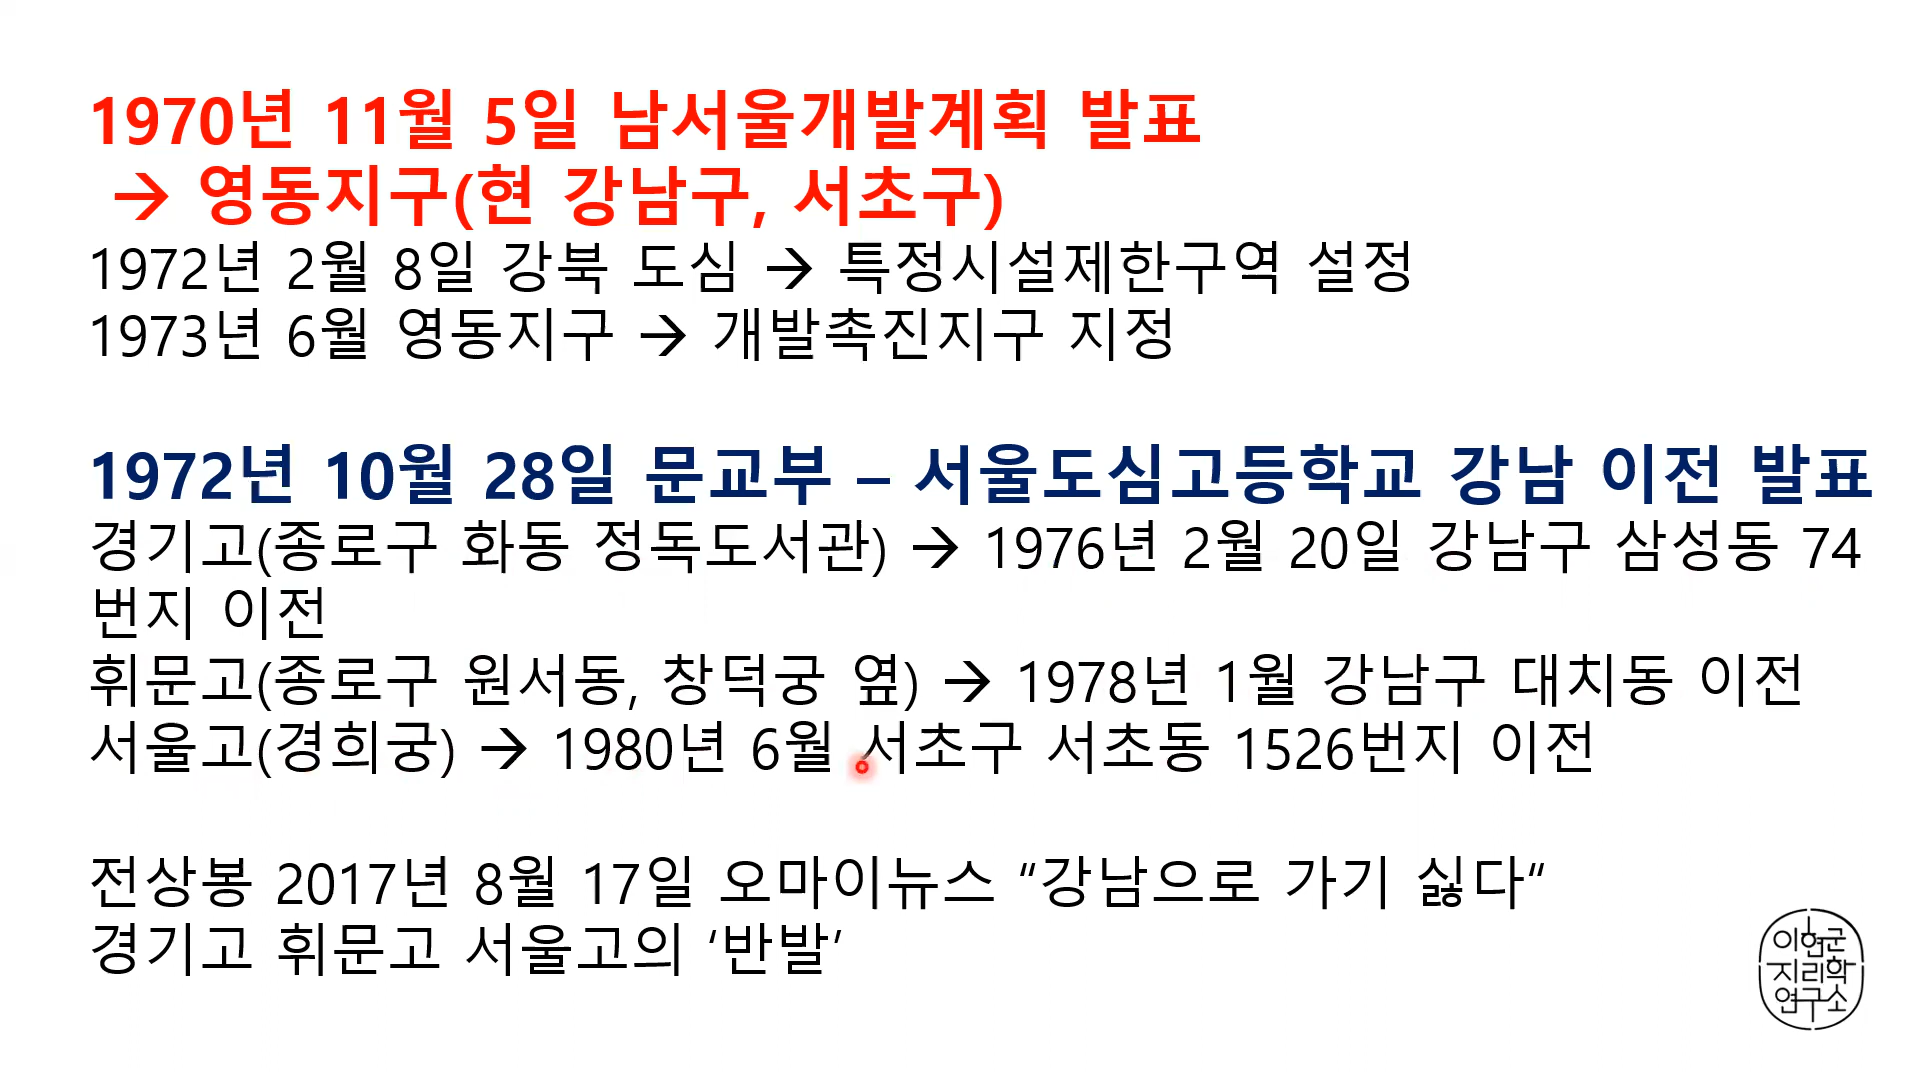 1970년 11월 5일 남서울개발계획 발표
→ 영동지구(현 강남구, 서초구)
1972년 2월 8일 강북 도심 → 특정시설제한구역 설정
1973년 6월 영동지구 → 개발촉진지구 지정
1972년 10월 28일 문교부 – 서울도심고등학교 강남 이전 발표
경기고(종로구 화동 정독도서관) → 1976년 2월 20일 강남구 삼성동 74
번지 이전
휘문고(종로구 원서동, 창덕궁 옆) → 1978년 1월 강남구 대치동 이전
서울고(경희궁) → 1980년 6월 서초구 서초동 1526번지 이전
전상봉 2017년 8월 17일 오마이뉴스 “강남으로 가기 싫다“
경기고 휘문고 서울고의 ‘반발’
이현군
지리학
연구소